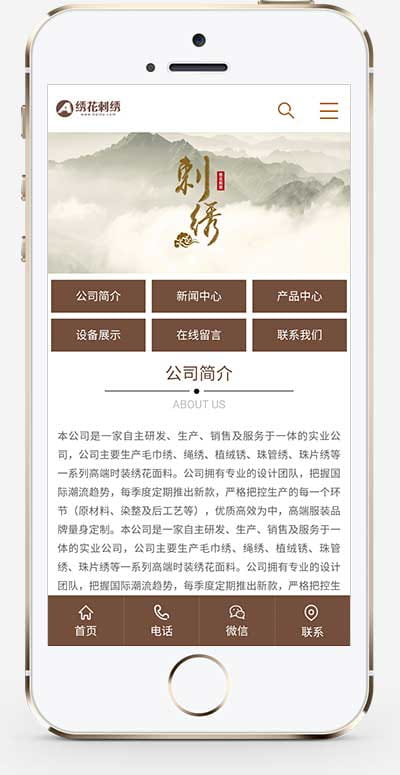 绣花刺绣
刺绣
公司简介
新闻中心
产品中心
设备展示
在线留言
联系我们
公司简介
ABOUT US
本公司是一家自主研发、生产、销售及服务于一体的实业公
司，公司主要生产毛巾绣、绳绣、植绒锈、珠管绣、珠片绣等
一系列高端时装绣花面料。公司拥有专业的设计团队，把握国
际潮流趋势，每季度定期推出新款，严格把控生产的每一个环
节（原材料、染整及后工艺等），优质高效为中，高端服装品
牌量身定制。本公司是一家自主研发、生产、销售及服务于一
体的实业公司，公司主要生产毛巾绣、绳绣、植绒锈、珠管
绣、珠片绣等一系列高端时装绣花面料。公司拥有专业的设计
团队，把握国际潮流趋势，每季度定期推出新款，严格把控生
首页
电话
微信
联系